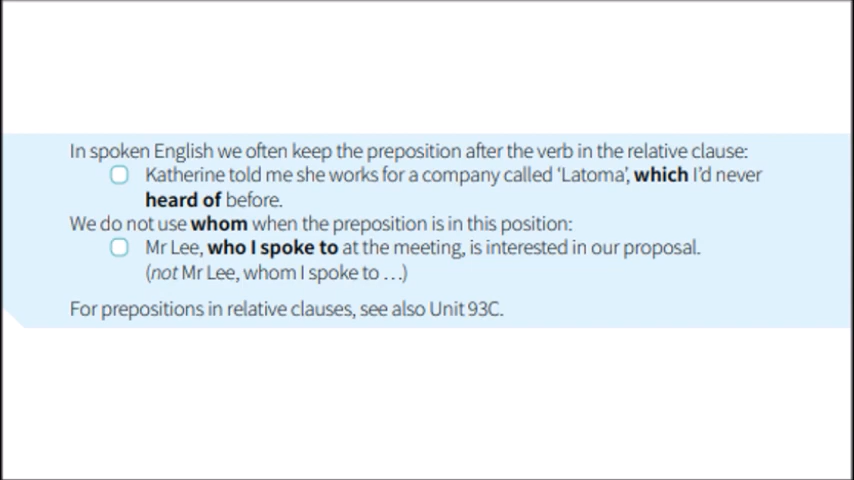 In spoken English we often keep the preposition after the verb in the relative clause:
Katherine told me she works for a company called ‘Latoma’, which I’d never
heard of before.
We do not use whom when the preposition is in this position:
Mr Lee, who I spoke to at the meeting, is interested in our proposal.
(not Mr Lee, whom I spoke to …)
For prepositions in relative clauses, see also Unit 93C.